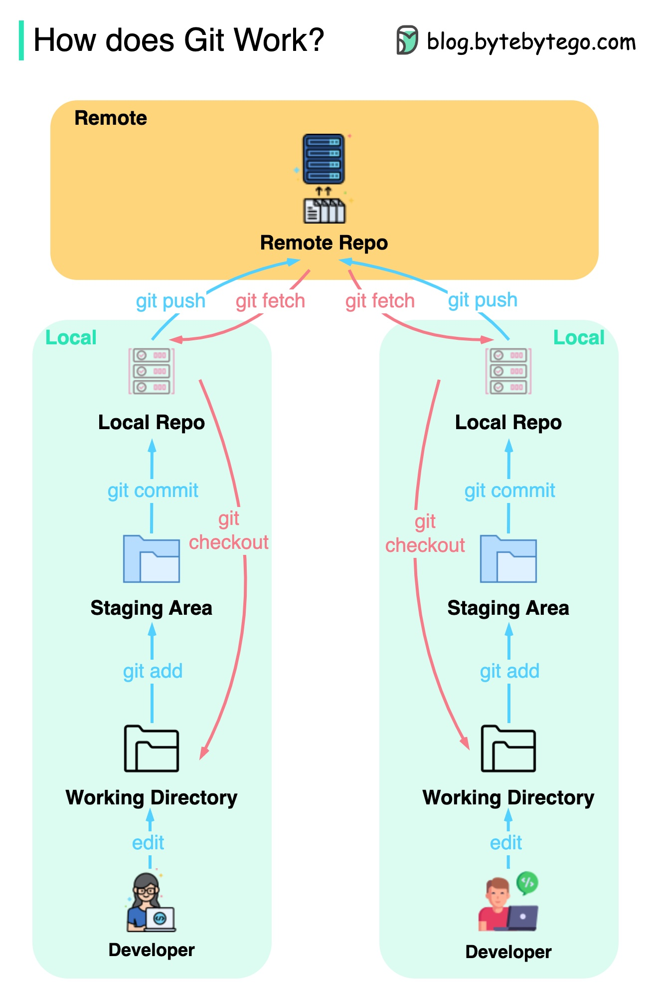 How does Git Work?
blog.bytebytego.com
Remote
Remote Repo
git push
git fetch
git fetch
git push
Local
Local
Local Repo
Local Repo
git commit
git commit
git
checkout
git
checkout
Staging Area
Staging Area
git add
git add
Working Directory
Working Directory
edit
edit
Developer
Developer